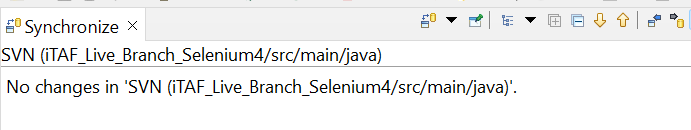 Synchronize
SVN (iTAF_Live_Branch_Selenium4/src/main/java)
No changes in 'SVN (iTAF_Live_Branch_Selenium4/src/main/java)'.